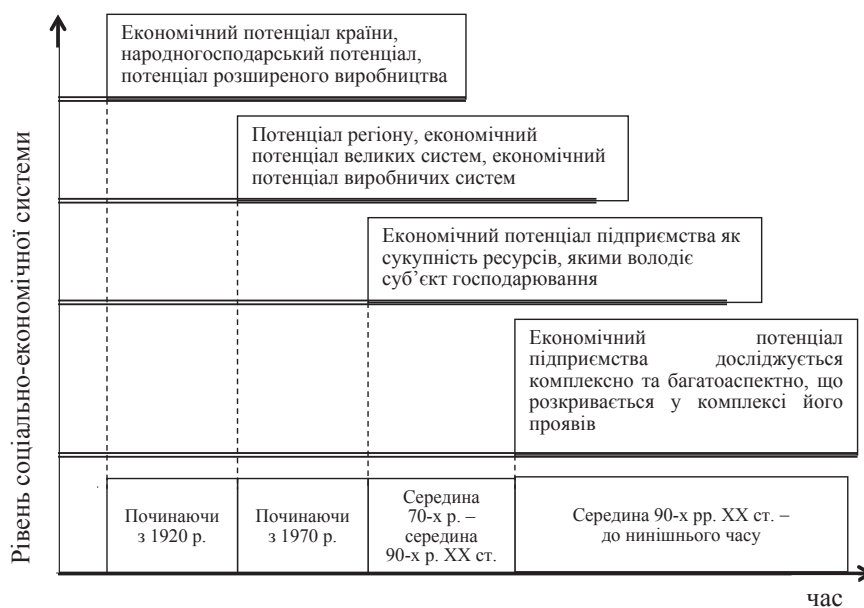 Економічний потенціал країни,
народногосподарський потенціал,
потенціал розширеного виробництва
Потенціал регіону, економічний
потенціал великих систем, економічний
потенціал виробничих систем
Економічний потенціал підприємства як
сукупність ресурсів, якими володіє
суб’єкт господарювання
Економічний потенціал
підприємства досліджується
комплексно та багатоаспектно, що
розкривається у комплексі його
проявів
Рівень соціально-економічної системи
Починаючи
з 1920 р.
Починаючи
з 1970 р.
Середина
70-х р. –
середина
90-х р. XX ст.
Середина 90-х рр. XX ст. –
до нинішнього часу
час